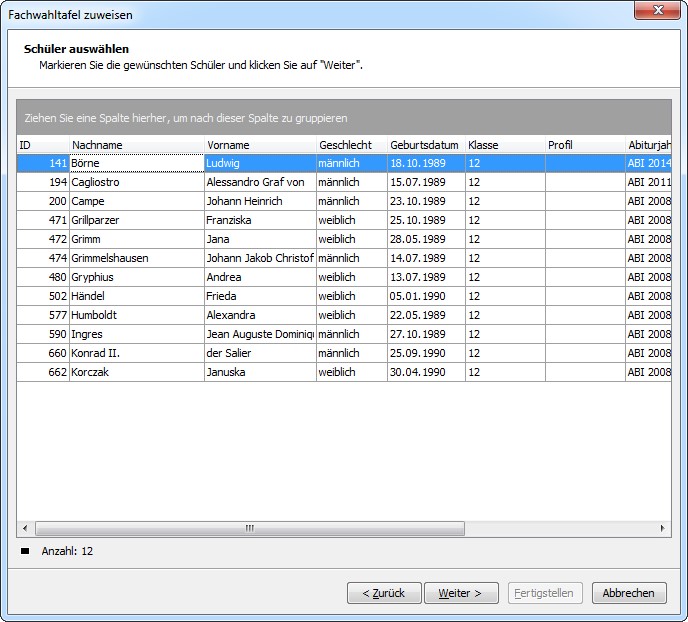 Fachwahltafel zuweisen
Schüler auswählen
Markieren Sie die gewünschten Schüler und klicken Sie auf "Weiter".
Ziehen Sie eine Spalte hierher, um nach dieser Spalte zu gruppieren
ID Nachname Vorname Geschlecht Geburtsdatum Klasse Profil Abiturjah
141 Börne Ludwig männlich 18.10.1989 12 ABI 2014
194 Cagliostro Alessandro Graf von männlich 15.07.1989 12 ABI 2011
200 Campe Johann Heinrich männlich 23.10.1989 12 ABI 2008
471 Grillparzer Franziska weiblich 25.10.1989 12 ABI 2008
472 Grimm Jana weiblich 28.05.1989 12 ABI 2008
474 Grimmelshausen Johann Jakob Christof männlich 14.07.1989 12 ABI 2008
480 Gryphius Andrea weiblich 13.07.1989 12 ABI 2008
502 Händel Frieda weiblich 05.01.1990 12 ABI 2008
577 Humboldt Alexandra weiblich 22.05.1989 12 ABI 2008
590 Ingres Jean Auguste Dominiqu männlich 27.10.1989 12 ABI 2008
660 Konrad II. der Salier männlich 25.09.1990 12 ABI 2008
662 Korczak Januska weiblich 30.04.1990 12 ABI 2008
Anzahl: 12
< Zurück Weiter > Fertigstellen Abbrechen